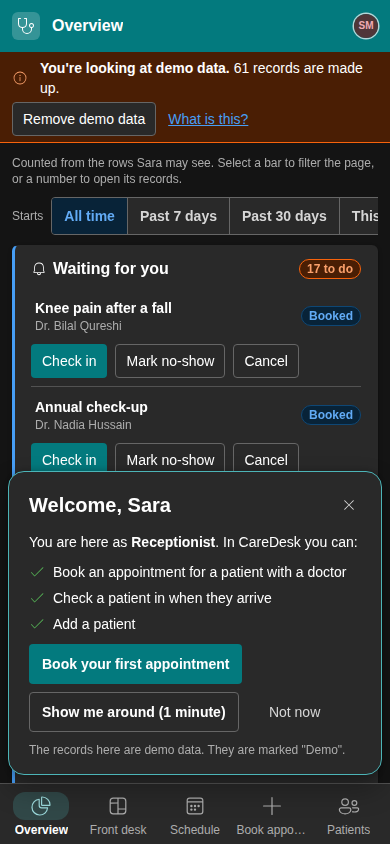 Overview
SM
You're looking at demo data. 61 records are made
up.
Remove demo data
What is this?
Counted from the rows Sara may see. Select a bar to filter the page,
or a number to open its records.
Starts
All time
Past 7 days
Past 30 days
This
Waiting for you
17 to do
Knee pain after a fall
Dr. Bilal Qureshi
Booked
Check in
Mark no-show
Cancel
Annual check-up
Dr. Nadia Hussain
Booked
Check in
Mark no-show
Cancel
Welcome, Sara
You are here as Receptionist. In CareDesk you can:
Book an appointment for a patient with a doctor
Check a patient in when they arrive
Add a patient
Book your first appointment
Show me around (1 minute)
Not now
The records here are demo data. They are marked "Demo".
Overview
Front desk
Schedule
Book appo…
Patients